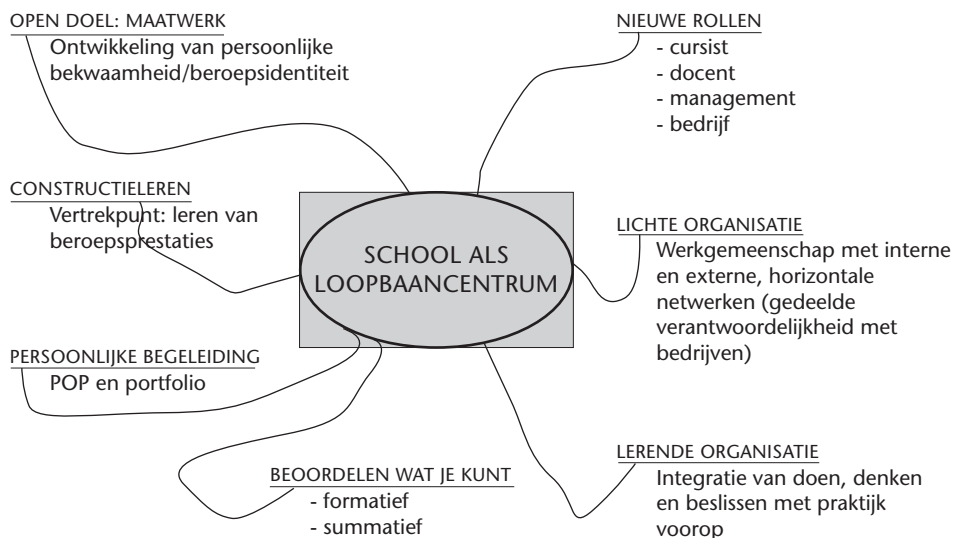 OPEN DOEL: MAATWERK
Ontwikkeling van persoonlijke
bekwaamheid/beroepsidentiteit
NIEUWE ROLLEN
- cursist
- docent
- management
- bedrijf
CONSTRUCTIELEREN
Vertrekpunt: leren van
beroepsprestaties
SCHOOL ALS
LOOPBAANCENTRUM
LICHTE ORGANISATIE
Werkgemeenschap met interne
en externe, horizontale
netwerken (gedeelde
verantwoordelijkheid met
bedrijven)
PERSOONLIJKE BEGELEIDING
POP en portfolio
BEOORDELEN WAT JE KUNT
- formatief
- summatief
LERENDE ORGANISATIE
Integratie van doen, denken
en beslissen met praktijk
voorop